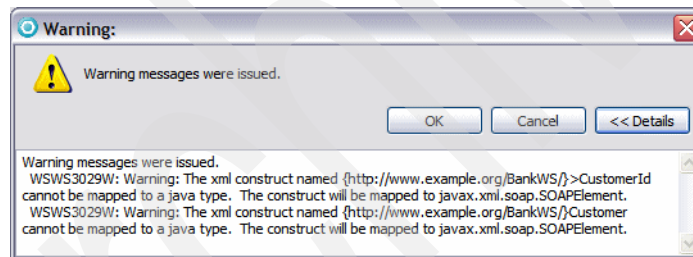 Warning:
Warning messages were issued.
OK Cancel << Details
Warning messages were issued.
WSWS3029W: Warning: The xml construct named {http://www.example.org/BankWS/}>CustomerId
cannot be mapped to a java type. The construct will be mapped to javax.xml.soap.SOAPElement.
WSWS3029W: Warning: The xml construct named {http://www.example.org/BankWS/}Customer
cannot be mapped to a java type. The construct will be mapped to javax.xml.soap.SOAPElement.